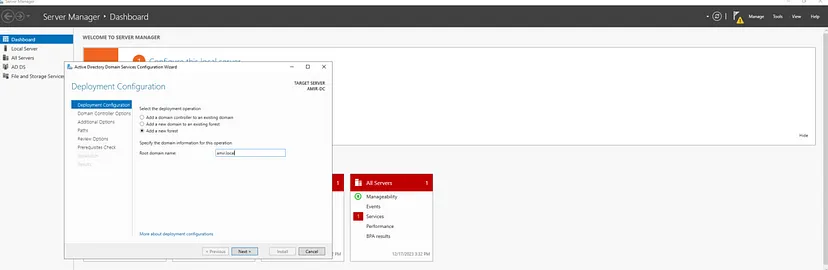 Server Manager
Server Manager • Dashboard
Manage Tools View Help
Dashboard
Local Server
All Servers
AD DS
File and Storage Services
WELCOME TO SERVER MANAGER
1 Configure this local server
Hide
Active Directory Domain Services Configuration Wizard
Deployment Configuration
TARGET SERVER
AMIR-DC
Deployment Configuration
Domain Controller Options
Additional Options
Paths
Review Options
Prerequisites Check
Installation
Results
Select the deployment operation
Add a domain controller to an existing domain
Add a new domain to an existing forest
Add a new forest
Specify the domain information for this operation
Root domain name:
amir.local
More about deployment configurations
< Previous
Next >
Install
Cancel
1
All Servers 1
Manageability
Events
1 Services
Performance
BPA results
12/17/2023 3:32 PM